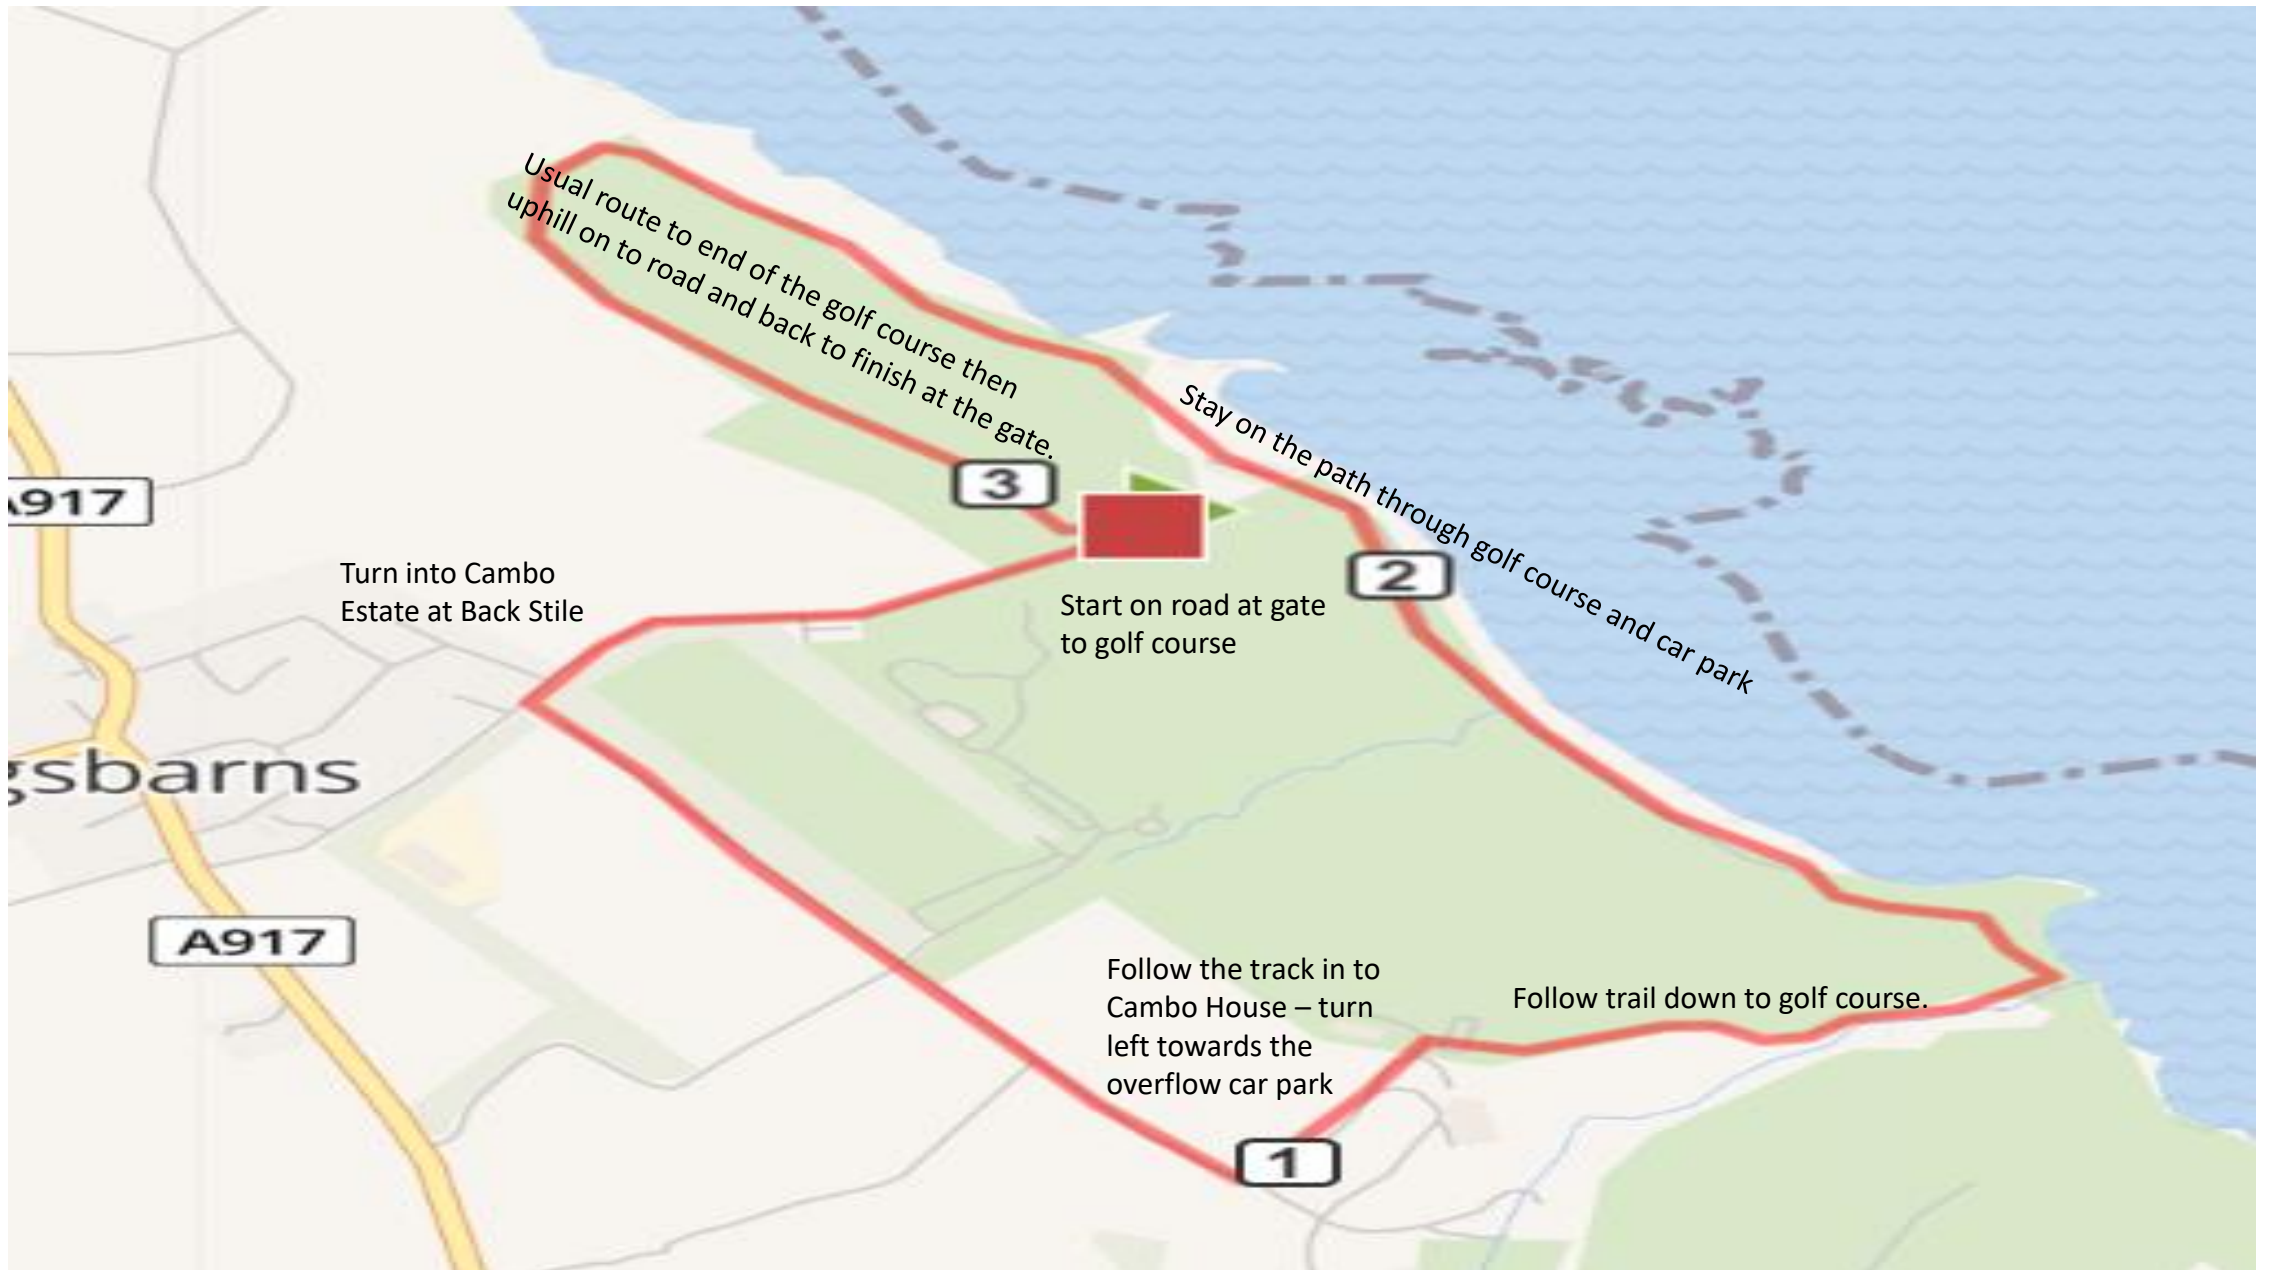 Usual route to end of the golf course then
uphill on to road and back to finish at the gate.
Stay on the path through golf course and car park
3
A917
2
Turn into Cambo
Estate at Back Stile
Start on road at gate
to golf course
gsbarns
A917
Follow the track in to
Cambo House – turn
left towards the
overflow car park
Follow trail down to golf course.
1